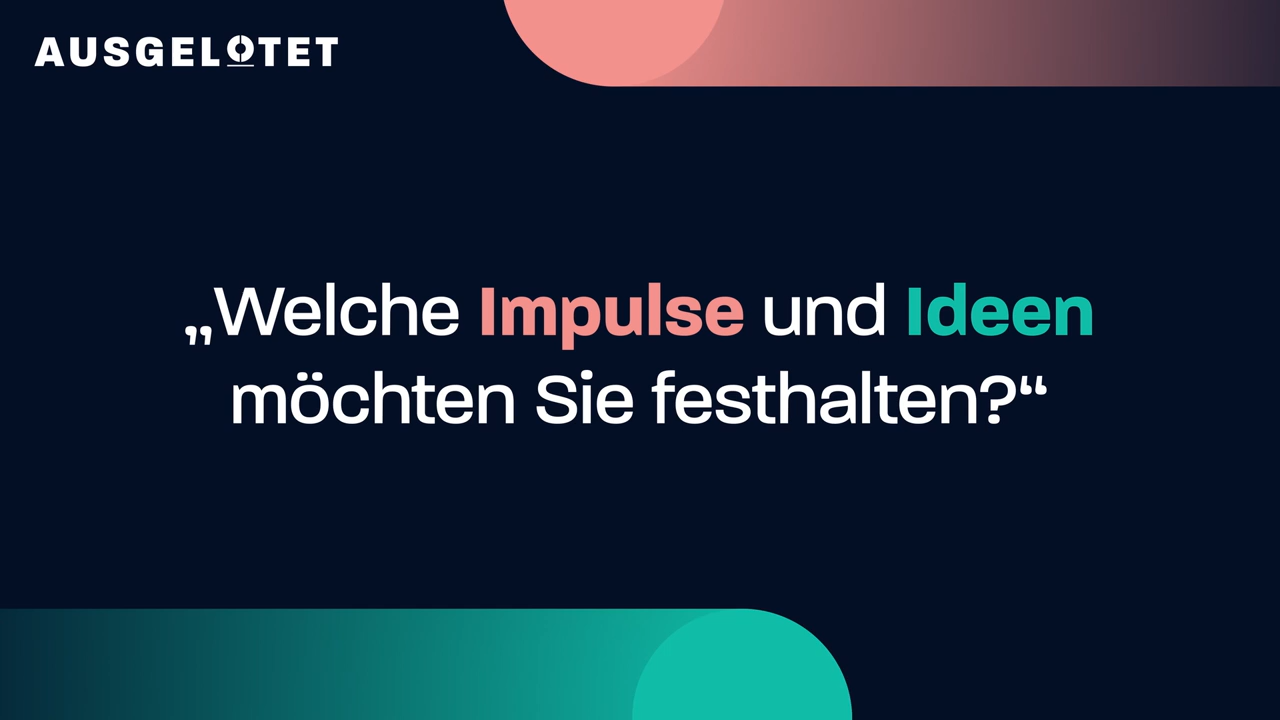 AUSGELOTET
„Welche Impulse und Ideen
möchten Sie festhalten?“